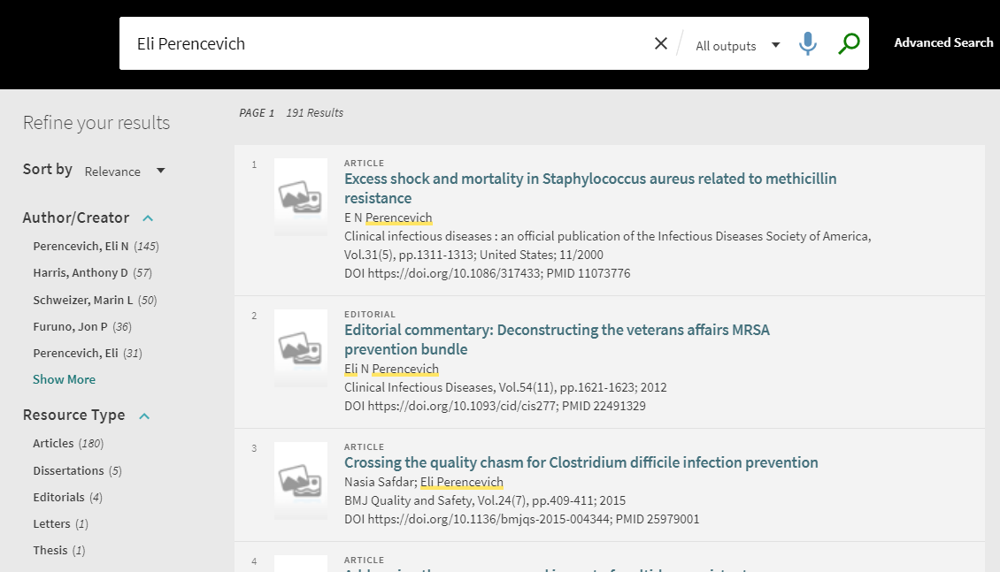 Eli Perencevich
All outputs
Advanced Search
Refine your results
Sort by Relevance
Author/Creator
Perencevich, Eli N (145)
Harris, Anthony D (57)
Schweizer, Marin L (50)
Furuno, Jon P (36)
Perencevich, Eli (31)
Show More
Resource Type
Articles (180)
Dissertations (5)
Editorials (4)
Letters (1)
Thesis (1)
PAGE 1 191 Results
1
ARTICLE
Excess shock and mortality in Staphylococcus aureus related to methicillin
resistance
E N Perencevich
Clinical infectious diseases : an official publication of the Infectious Diseases Society of America,
Vol.31(5), pp.1311-1313; United States; 11/2000
DOI https://doi.org/10.1086/317433; PMID 11073776
2
EDITORIAL
Editorial commentary: Deconstructing the veterans affairs MRSA
prevention bundle
Eli N Perencevich
Clinical Infectious Diseases, Vol.54(11), pp.1621-1623; 2012
DOI https://doi.org/10.1093/cid/cis277; PMID 22491329
3
ARTICLE
Crossing the quality chasm for Clostridium difficile infection prevention
Nasia Safdar; Eli Perencevich
BMJ Quality and Safety, Vol.24(7), pp.409-411; 2015
DOI https://doi.org/10.1136/bmjqs-2015-004344; PMID 25979001
4
ARTICLE